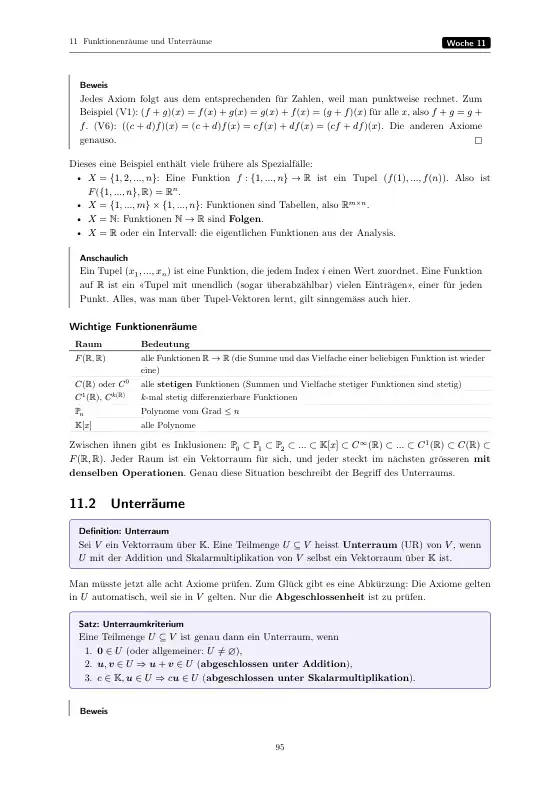 11 Funktionenräume und Unterräume
Woche 11
Beweis
Jedes Axiom folgt aus dem entsprechenden für Zahlen, weil man punktweise rechnet. Zum
Beispiel (V1): (f + g)(x) = f(x) + g(x) = g(x) + f(x) = (g + f)(x) für alle x, also f + g = g +
f. (V6): ((c + d)f)(x) = (c + d)f(x) = cf(x) + df(x) = (cf + df)(x). Die anderen Axiome
genauso. □
Dieses eine Beispiel enthält viele frühere als Spezialfälle:
• X = {1, 2, ..., n}: Eine Funktion f : {1, ..., n} → ℝ ist ein Tupel (f(1), ..., f(n)). Also ist
F({1, ..., n}, ℝ) = ℝⁿ.
• X = {1, ..., m} × {1, ..., n}: Funktionen sind Tabellen, also ℝᵐˣⁿ.
• X = ℕ: Funktionen ℕ → ℝ sind Folgen.
• X = ℝ oder ein Intervall: die eigentlichen Funktionen aus der Analysis.
Anschaulich
Ein Tupel (x₁, ..., xₙ) ist eine Funktion, die jedem Index i einen Wert zuordnet. Eine Funktion
auf ℝ ist ein «Tupel mit unendlich (sogar überabzählbar) vielen Einträgen», einer für jeden
Punkt. Alles, was man über Tupel-Vektoren lernt, gilt sinngemäss auch hier.
Wichtige Funktionenräume
Raum Bedeutung
F(ℝ, ℝ) alle Funktionen ℝ → ℝ (die Summe und das Vielfache einer beliebigen Funktion ist wieder
eine)
C(ℝ) oder C⁰ alle stetigen Funktionen (Summen und Vielfache stetiger Funktionen sind stetig)
C¹(ℝ), C^k(ℝ) k-mal stetig differenzierbare Funktionen
ℙₙ Polynome vom Grad ≤ n
𝕂[x] alle Polynome
Zwischen ihnen gibt es Inklusionen: ℙ₀ ⊂ ℙ₁ ⊂ ℙ₂ ⊂ ... ⊂ 𝕂[x] ⊂ C^∞(ℝ) ⊂ ... ⊂ C¹(ℝ) ⊂ C(ℝ) ⊂
F(ℝ, ℝ). Jeder Raum ist ein Vektorraum für sich, und jeder steckt im nächsten grösseren mit
denselben Operationen. Genau diese Situation beschreibt der Begriff des Unterraums.
11.2 Unterräume
Definition: Unterraum
Sei V ein Vektorraum über 𝕂. Eine Teilmenge U ⊆ V heisst Unterraum (UR) von V, wenn
U mit der Addition und Skalarmultiplikation von V selbst ein Vektorraum über 𝕂 ist.
Man müsste jetzt alle acht Axiome prüfen. Zum Glück gibt es eine Abkürzung: Die Axiome gelten
in U automatisch, weil sie in V gelten. Nur die Abgeschlossenheit ist zu prüfen.
Satz: Unterraumkriterium
Eine Teilmenge U ⊆ V ist genau dann ein Unterraum, wenn
1. 0 ∈ U (oder allgemeiner: U ≠ ∅),
2. u, v ∈ U ⇒ u + v ∈ U (abgeschlossen unter Addition),
3. c ∈ 𝕂, u ∈ U ⇒ cu ∈ U (abgeschlossen unter Skalarmultiplikation).
Beweis
95